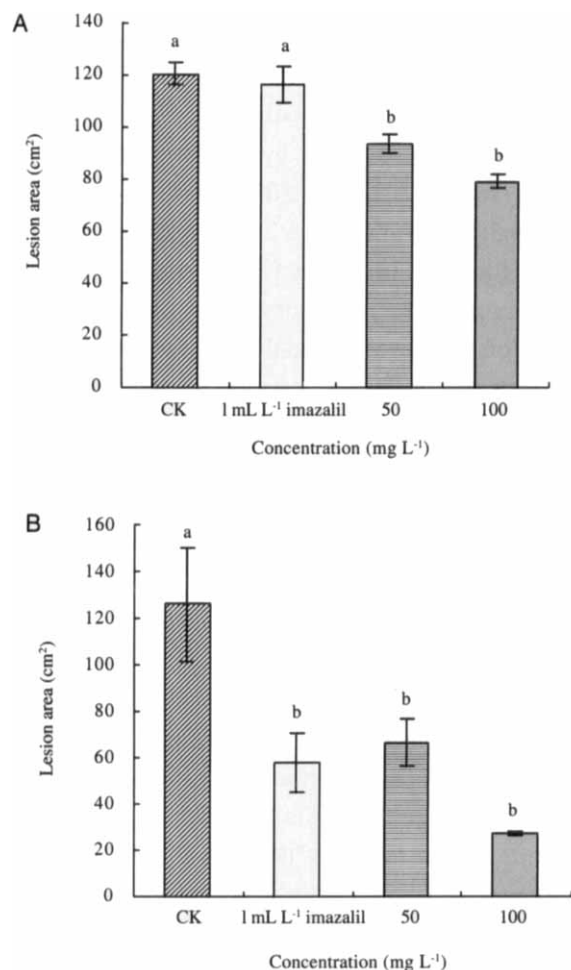 A
140
a
a
120
b
100
b
80
Lesion area (cm²)
60
40
20
0
CK
1 mL L⁻¹ imazalil
50
100
Concentration (mg L⁻¹)
B
160
a
140
120
100
b
b
80
Lesion area (cm²)
60
b
40
20
0
CK
1 mL L⁻¹ imazalil
50
100
Concentration (mg L⁻¹)